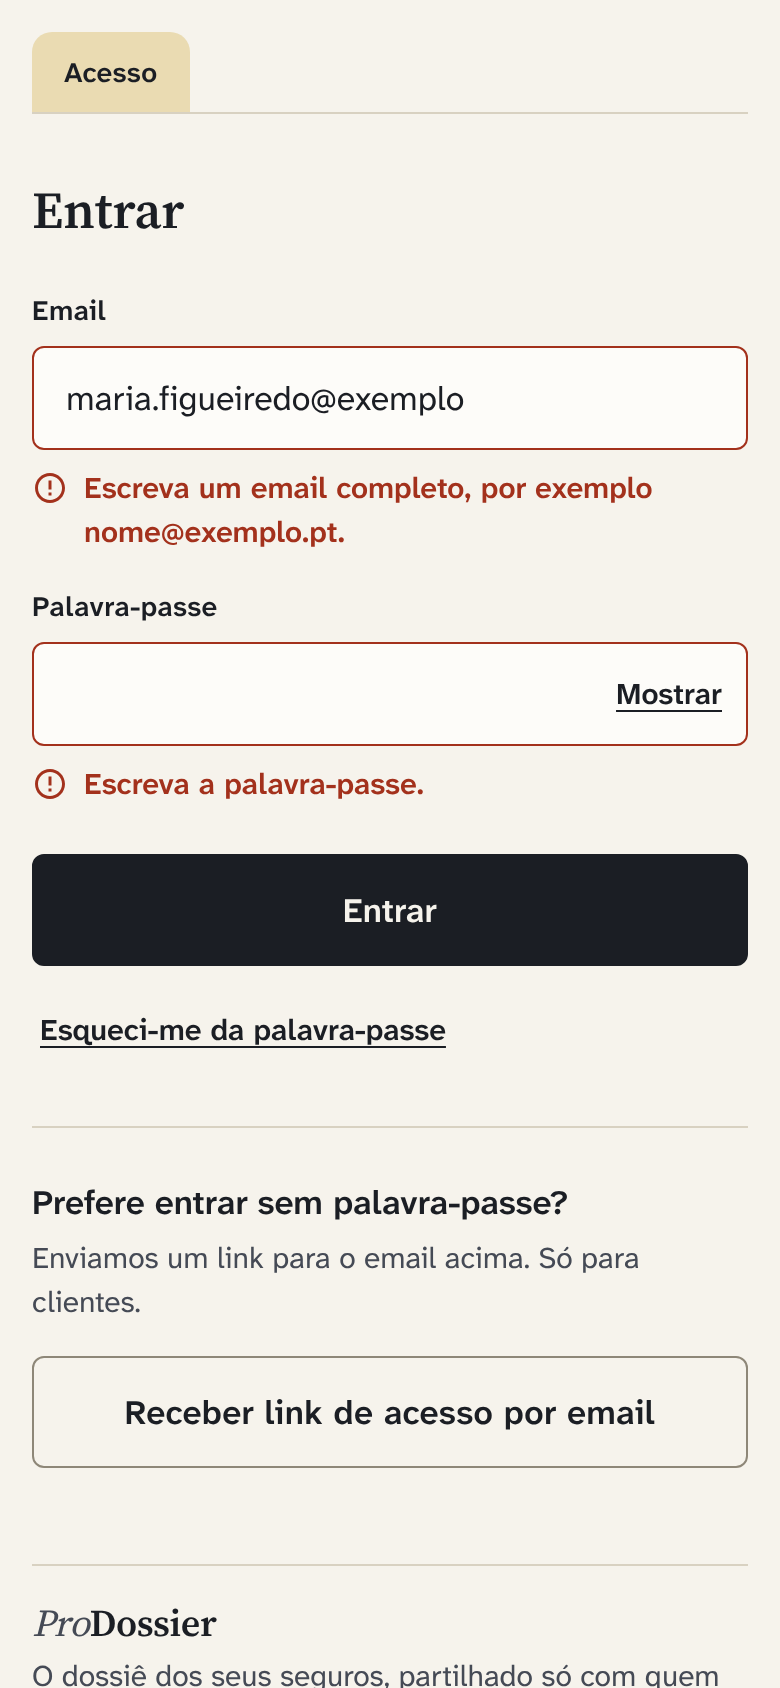 Acesso
Entrar
Email
maria.figueiredo@exemplo
Escreva um email completo, por exemplo
nome@exemplo.pt.
Palavra-passe
Mostrar
Escreva a palavra-passe.
Entrar
Esqueci-me da palavra-passe
Prefere entrar sem palavra-passe?
Enviamos um link para o email acima. Só para
clientes.
Receber link de acesso por email
ProDossier
O dossiê dos seus seguros, partilhado só com quem